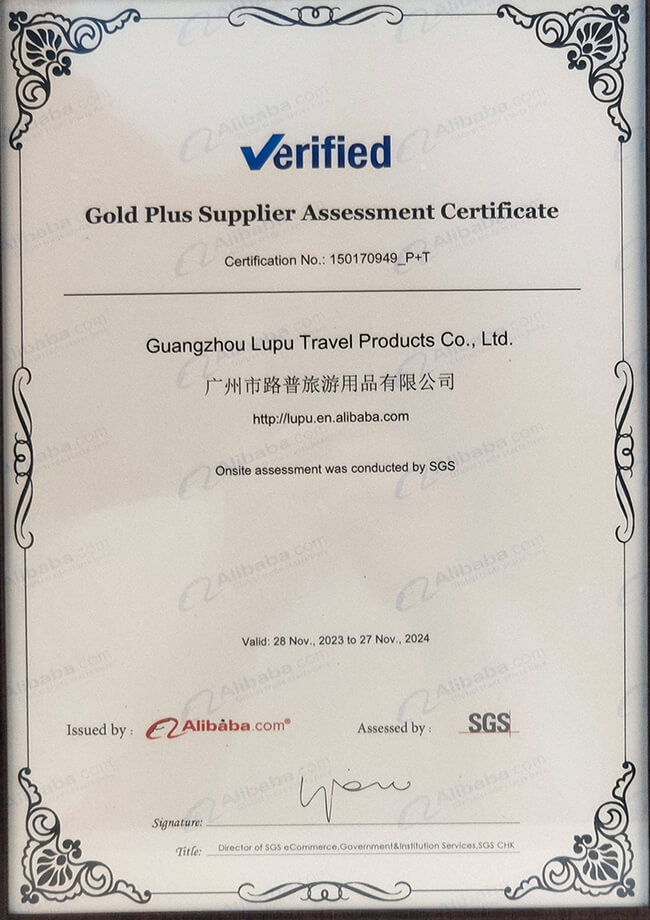 Verified
Gold Plus Supplier Assessment Certificate
Certification No.: 150170949_P+T
Guangzhou Lupu Travel Products Co., Ltd.
广州市路普旅游用品有限公司
http://lupu.en.alibaba.com
Onsite assessment was conducted by SGS
Valid: 28 Nov., 2023 to 27 Nov., 2024
Issued by : Alibaba.com®
Assessed by : SGS
Signature:
Title: Director of SGS eCommerce,Government&Institution Services,SGS CHK